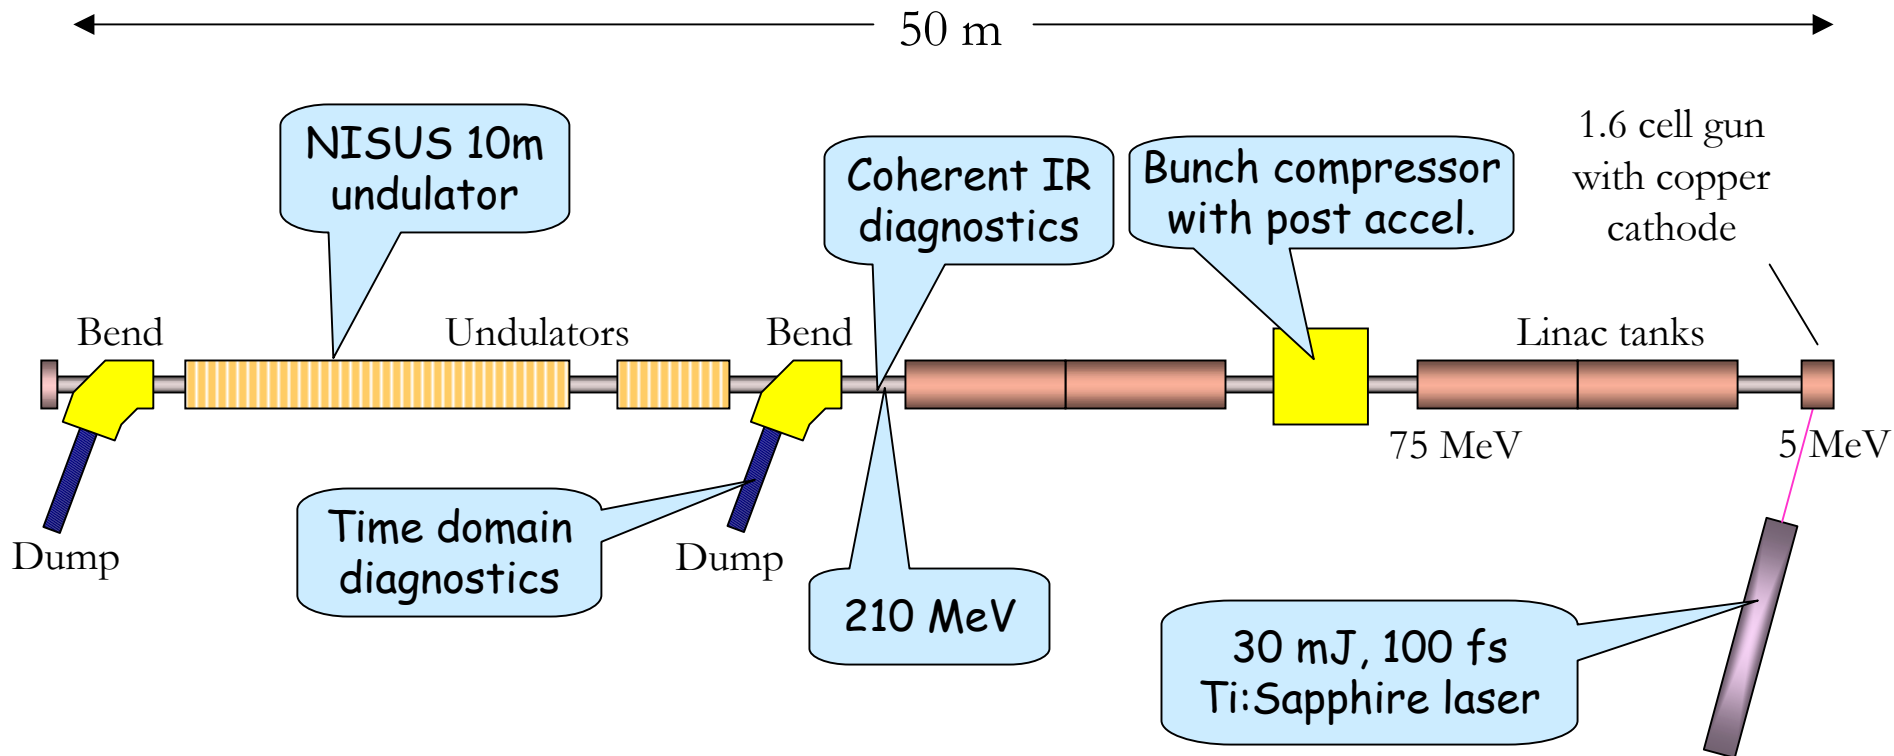 50 m
NISUS 10m
undulator
Coherent IR
diagnostics
Bunch compressor
with post accel.
1.6 cell gun
with copper
cathode
Bend
Undulators
Bend
Linac tanks
75 MeV
5 MeV
Dump
Time domain
diagnostics
Dump
210 MeV
30 mJ, 100 fs
Ti:Sapphire laser